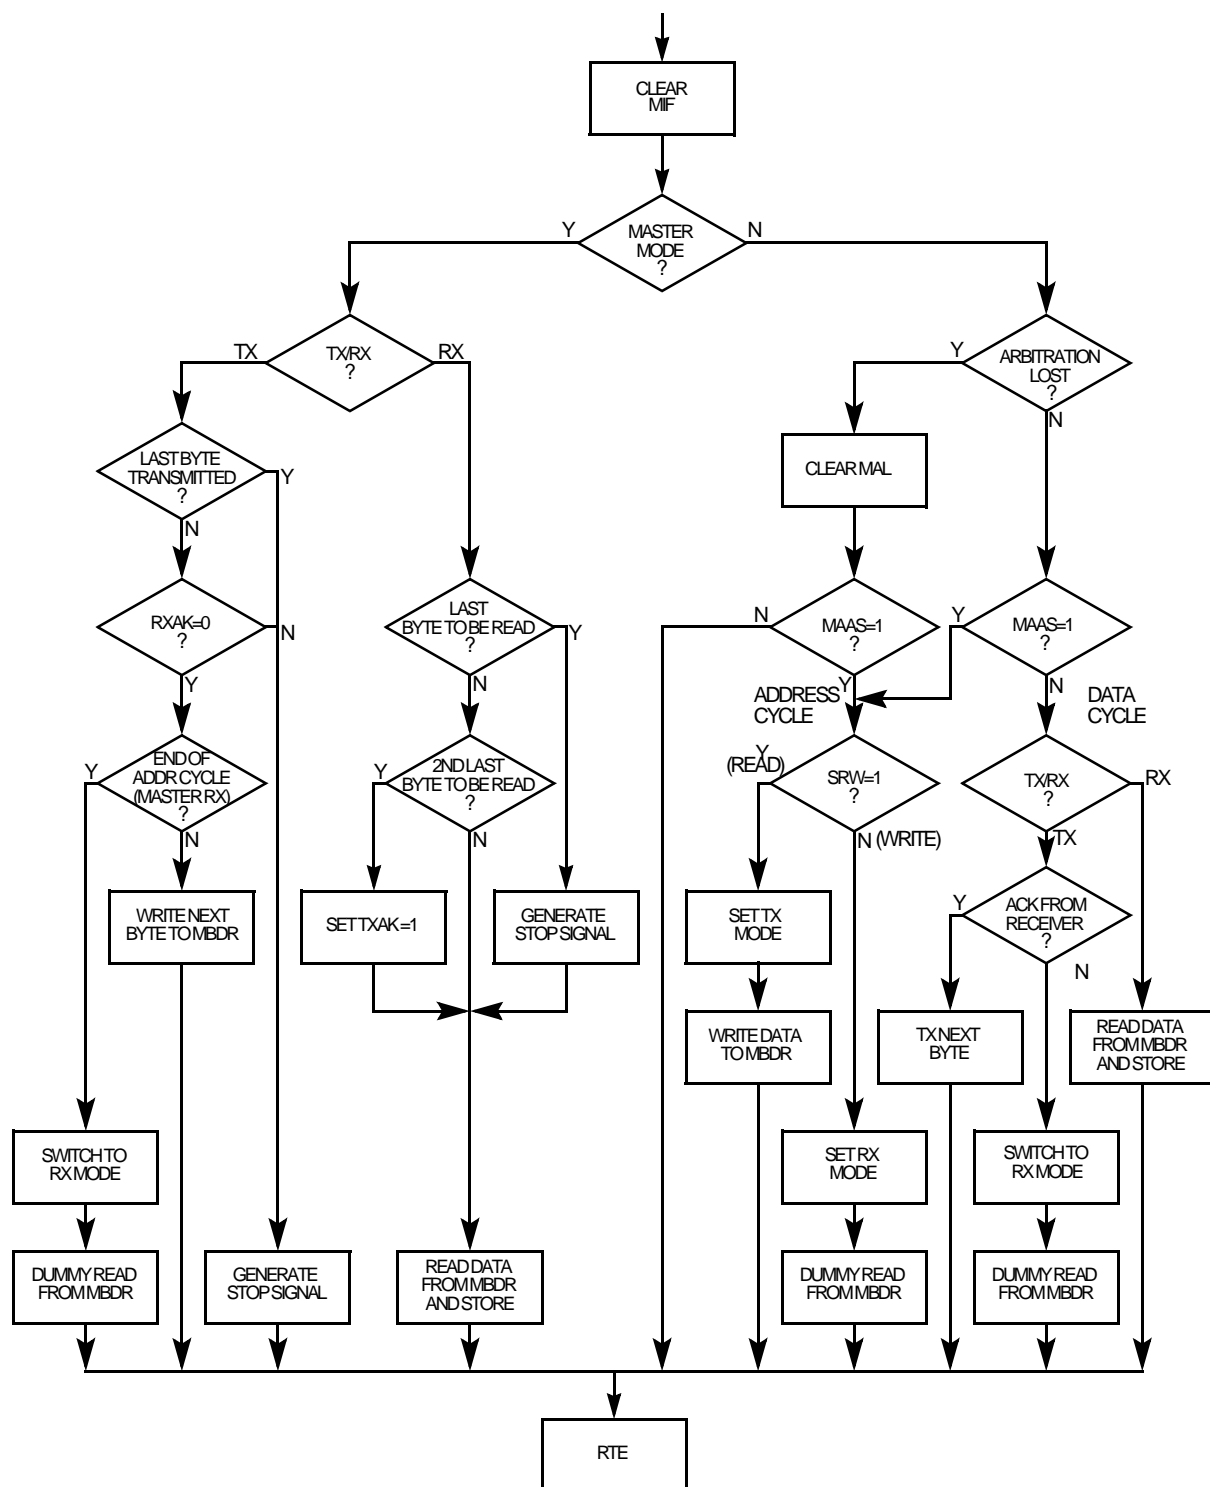 CLEAR
MIF
Y
MASTER
MODE
?
N
TX
TX/RX
?
RX
Y
ARBITRATION
LOST
?
N
LAST BYTE
TRANSMITTED
?
Y
N
CLEAR MAL
RXAK=0
?
N
Y
LAST
BYTE TO BE READ
?
Y
N
N
MAAS=1
?
Y
Y
MAAS=1
?
N
ADDRESS
CYCLE
DATA
CYCLE
Y
END OF
ADDR CYCLE
(MASTER RX)
?
N
Y
2ND LAST
BYTE TO BE READ
?
N
Y
(READ)
SRW=1
?
N (WRITE)
TX/RX
?
RX
TX
WRITE NEXT
BYTE TO MBDR
SET TXAK =1
GENERATE
STOP SIGNAL
SET TX
MODE
Y
ACK FROM
RECEIVER
?
N
WRITE DATA
TO MBDR
TX NEXT
BYTE
READ DATA
FROM MBDR
AND STORE
SWITCH TO
RX MODE
SET RX
MODE
SWITCH TO
RX MODE
DUMMY READ
FROM MBDR
GENERATE
STOP SIGNAL
READ DATA
FROM MBDR
AND STORE
DUMMY READ
FROM MBDR
DUMMY READ
FROM MBDR
RTE